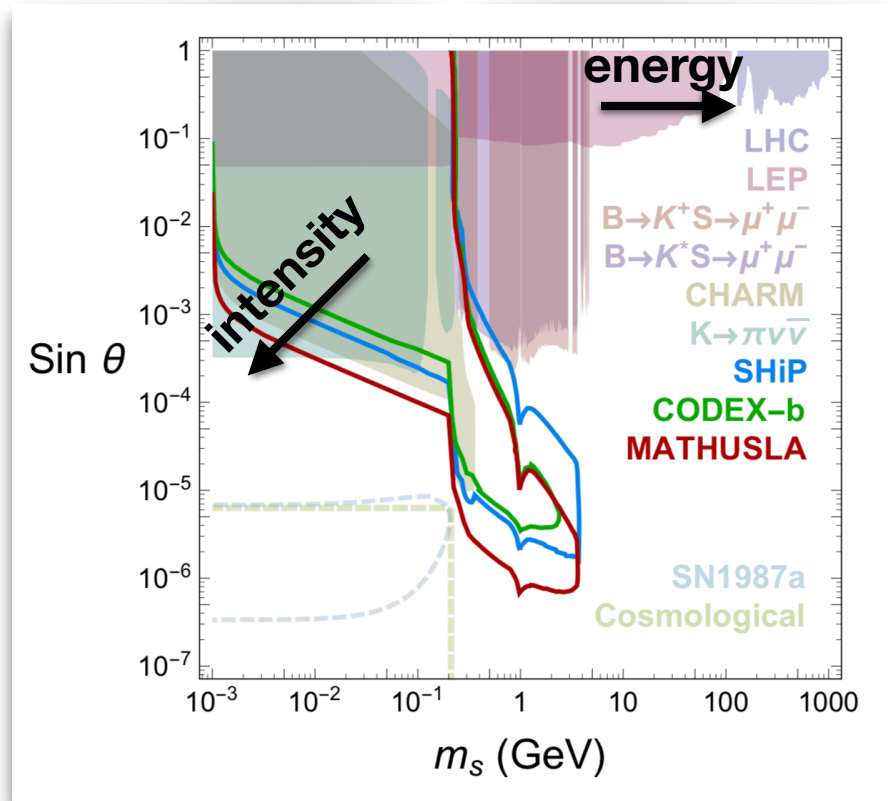 1
10⁻¹
10⁻²
10⁻³
10⁻⁴
10⁻⁵
10⁻⁶
10⁻⁷
Sin θ
energy
intensity
LHC
LEP
B→K⁺S→μ⁺μ⁻
B→K*S→μ⁺μ⁻
CHARM
K→πνν̅
SHiP
CODEX–b
MATHUSLA
SN1987a
Cosmological
10⁻³ 10⁻² 10⁻¹ 1 10 100 1000
mₛ (GeV)